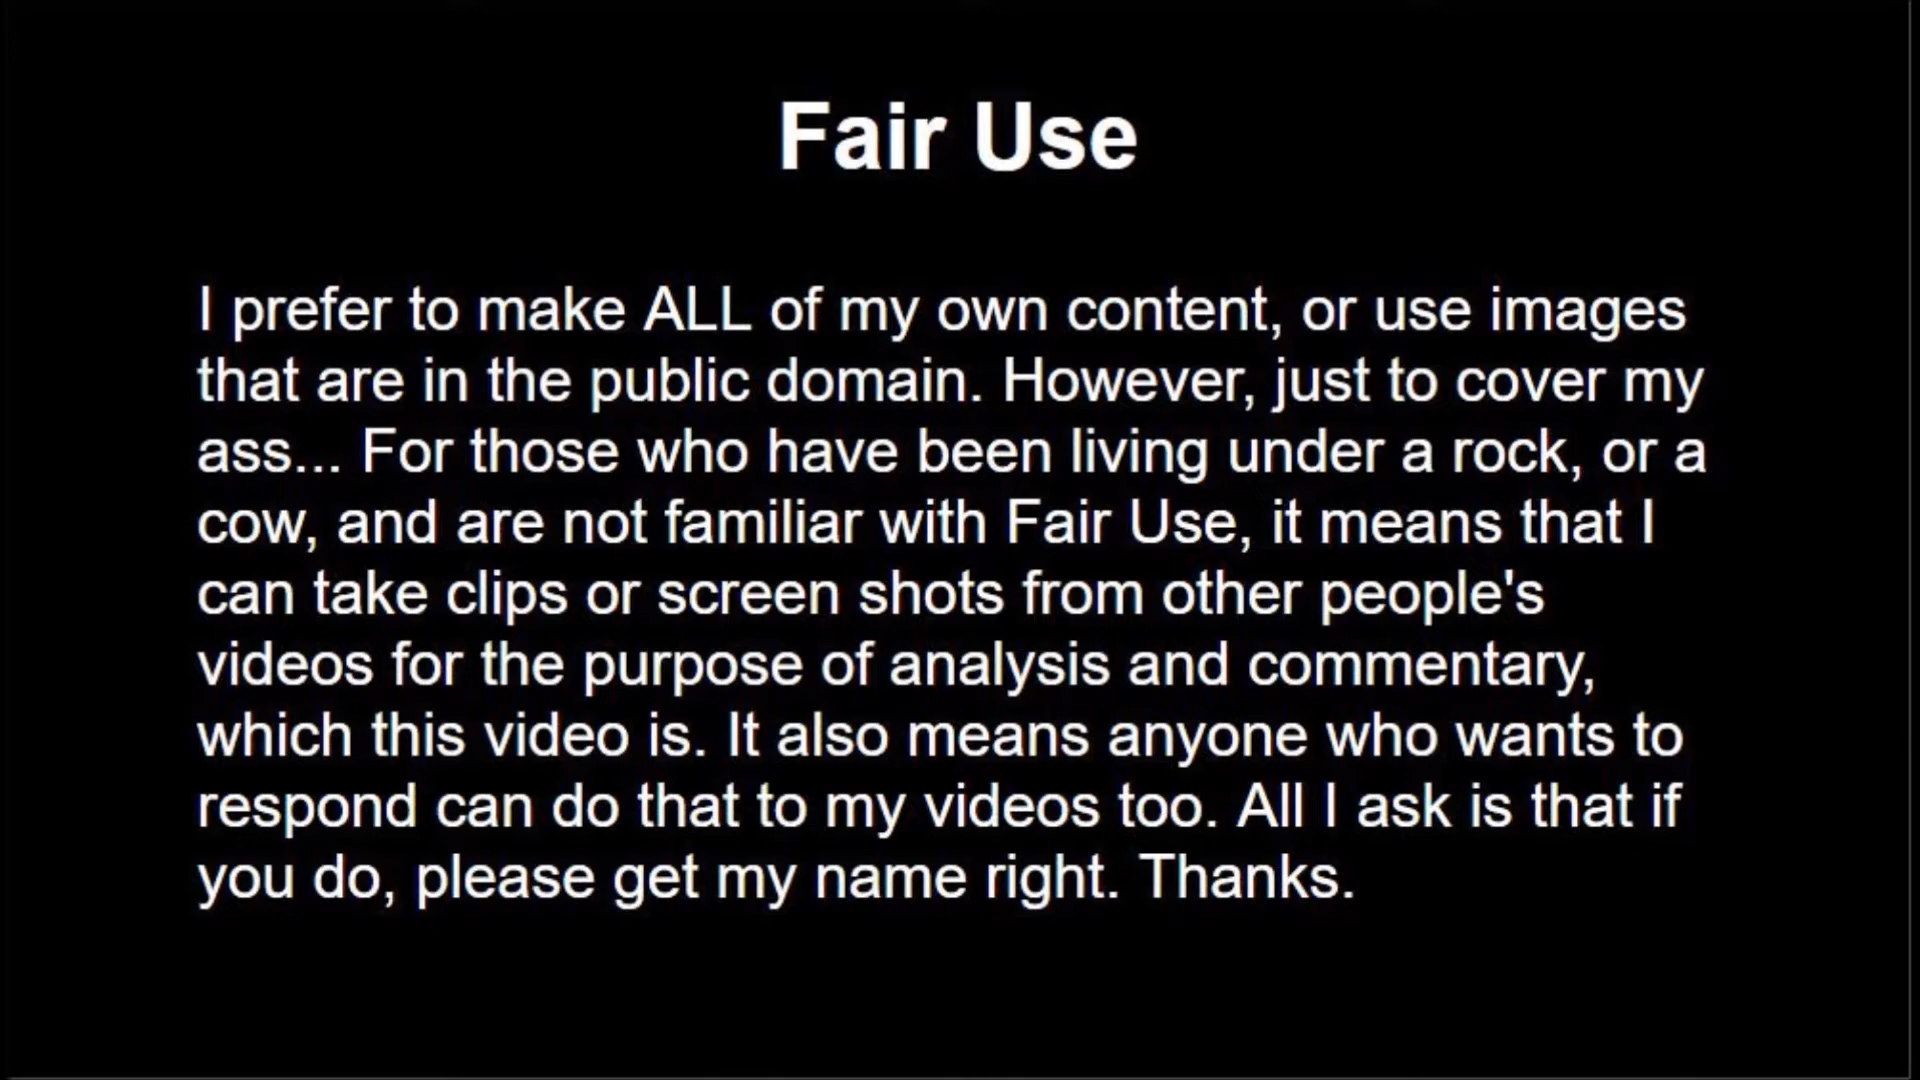 Fair Use
I prefer to make ALL of my own content, or use images
that are in the public domain. However, just to cover my
ass... For those who have been living under a rock, or a
cow, and are not familiar with Fair Use, it means that I
can take clips or screen shots from other people's
videos for the purpose of analysis and commentary,
which this video is. It also means anyone who wants to
respond can do that to my videos too. All I ask is that if
you do, please get my name right. Thanks.